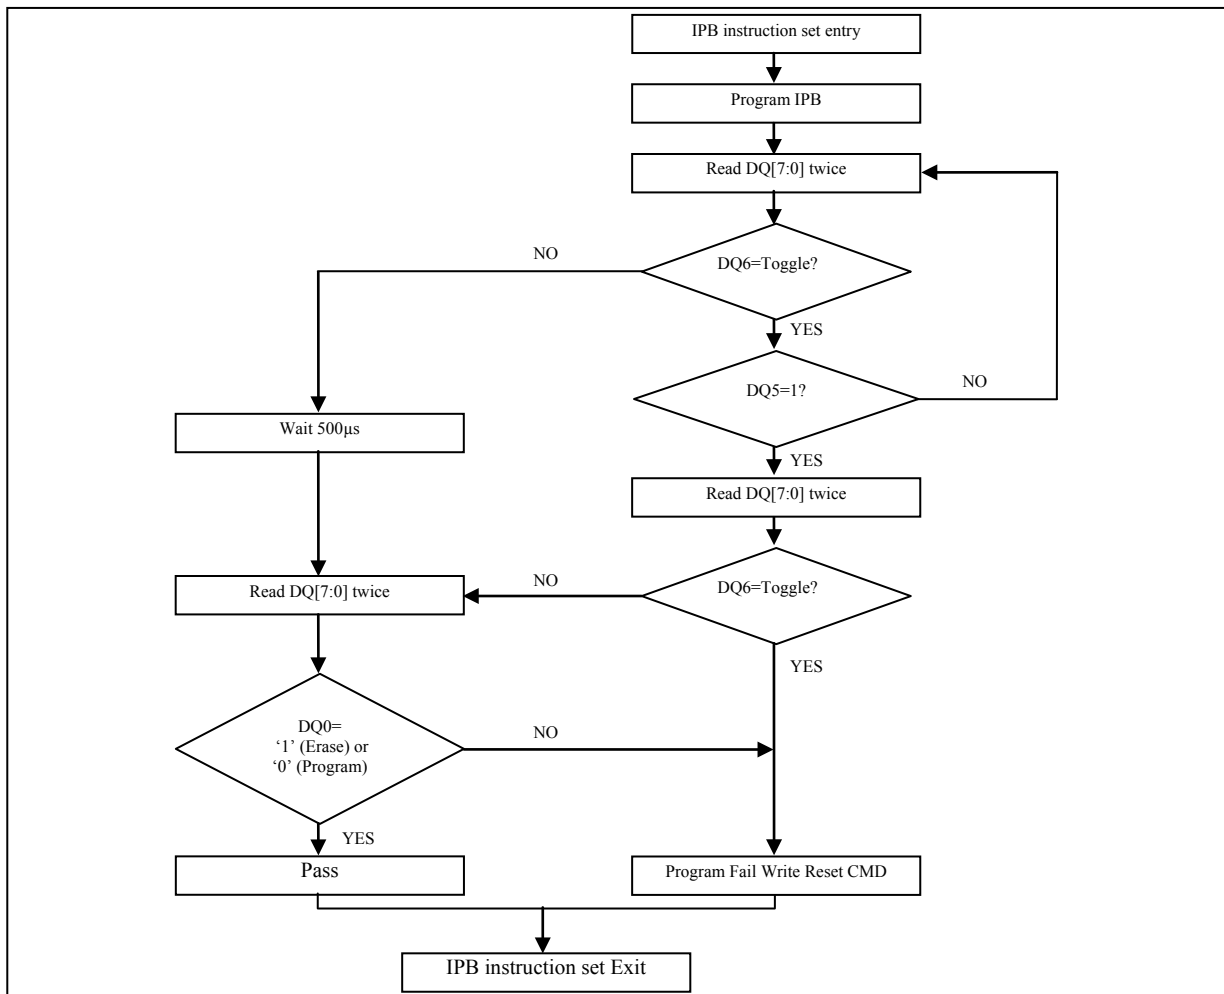 IPB instruction set entry
Program IPB
Read DQ[7:0] twice
DQ6=Toggle?
NO
YES
DQ5=1?
NO
YES
Wait 500µs
Read DQ[7:0] twice
DQ6=Toggle?
NO
YES
Read DQ[7:0] twice
DQ0=
‘1’ (Erase) or
‘0’ (Program)
NO
YES
Pass
Program Fail Write Reset CMD
IPB instruction set Exit